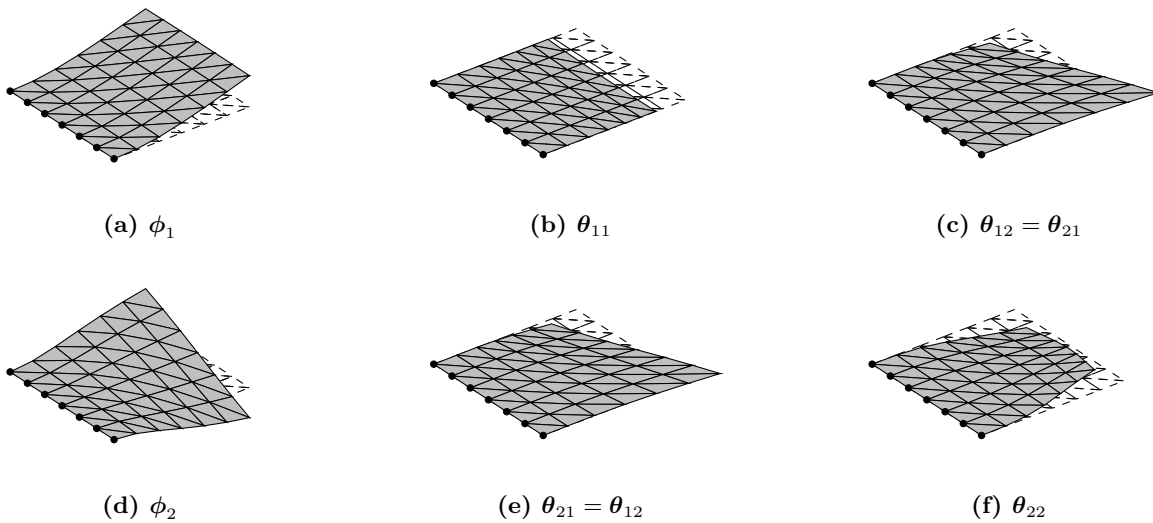 (a) ϕ₁
(b) θ₁₁
(c) θ₁₂ = θ₂₁
(d) ϕ₂
(e) θ₂₁ = θ₁₂
(f) θ₂₂